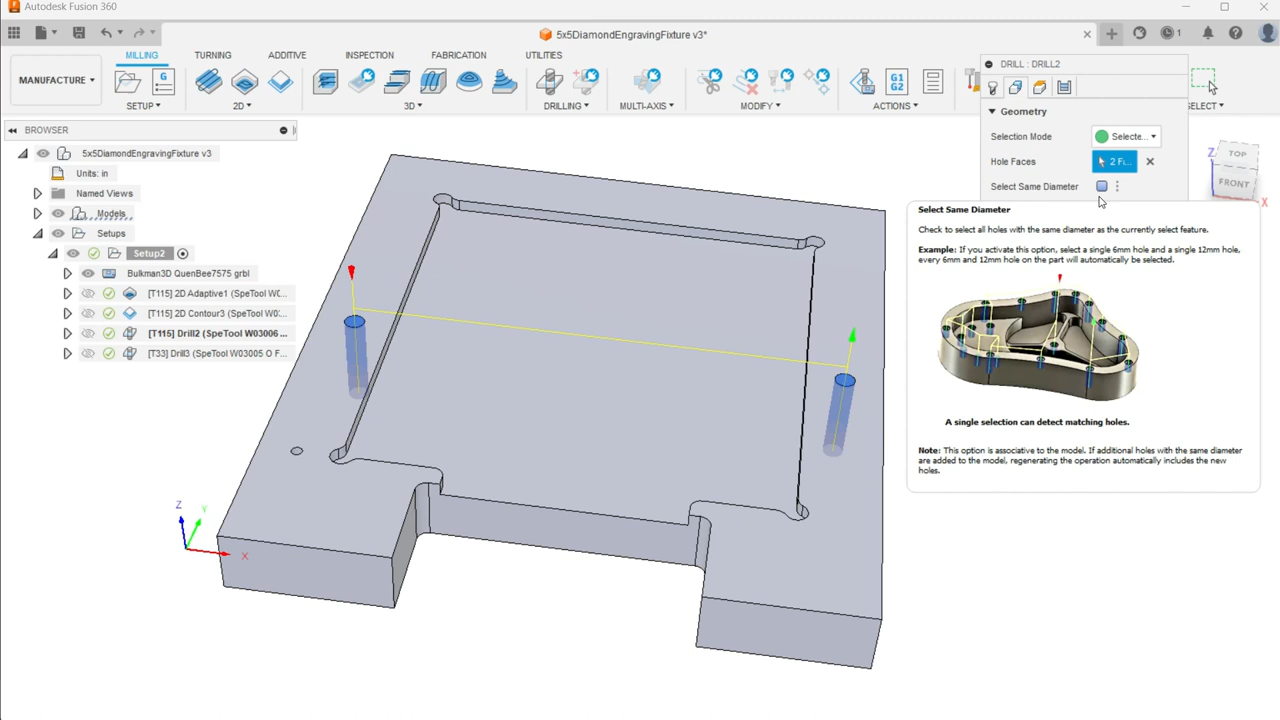 Autodesk Fusion 360
5x5DiamondEngravingFixture v3*
1
MANUFACTURE
MILLING
TURNING
ADDITIVE
INSPECTION
FABRICATION
UTILITIES
G
G1
G2
SETUP
2D
3D
DRILLING
MULTI-AXIS
MODIFY
ACTIONS
SELECT
BROWSER
5x5DiamondEngravingFixture v3
Units: in
Named Views
Models
Setups
Setup2
Bulkman3D QuenBee7575 grbl
[T115] 2D Adaptive1 (SpeTool W0...
[T115] 2D Contour3 (SpeTool W0...
[T115] Drill2 (SpeTool W03006 ...
[T33] Drill3 (SpeTool W03005 O F...
DRILL : DRILL2
Geometry
Selection Mode
Selecte...
Hole Faces
2 Fi...
Select Same Diameter
Select Same Diameter
Check to select all holes with the same diameter as the currently select feature.
Example: If you activate this option, select a single 6mm hole and a single 12mm hole,
every 6mm and 12mm hole on the part will automatically be selected.
A single selection can detect matching holes.
Note: This option is associative to the model. If additional holes with the same diameter
are added to the model, regenerating the operation automatically includes the new
holes.
Z
TOP
FRONT
X
Z
Y
X